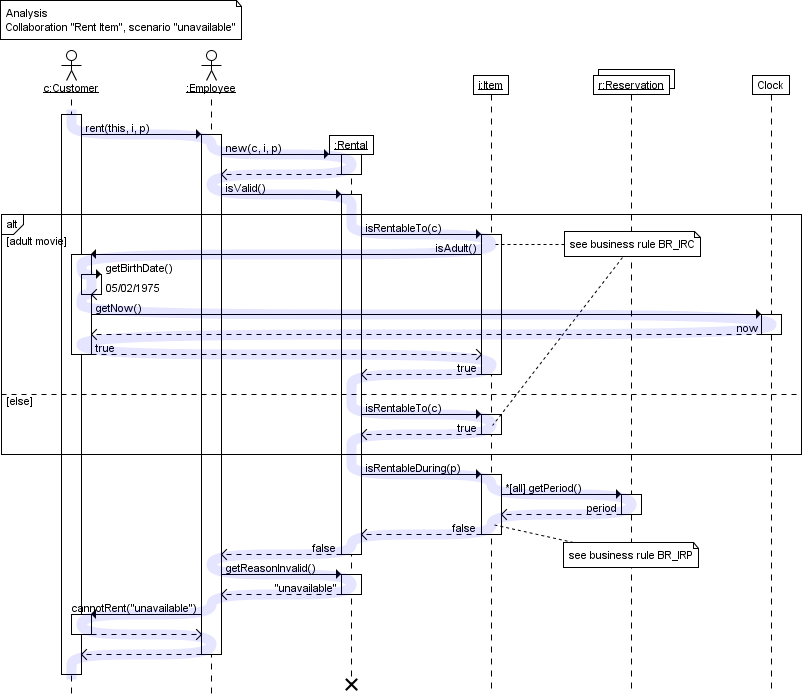 Analysis
Collaboration "Rent Item", scenario "unavailable"
c:Customer
:Employee
i:Item
r:Reservation
Clock
rent(this, i, p)
:Rental
new(c, i, p)
isValid()
alt
[adult movie]
isRentableTo(c)
isAdult()
see business rule BR_IRC
getBirthDate()
05/02/1975
getNow()
now
true
true
[else]
isRentableTo(c)
true
isRentableDuring(p)
*[all] getPeriod()
period
false
false
see business rule BR_IRP
getReasonInvalid()
"unavailable"
cannotRent("unavailable")